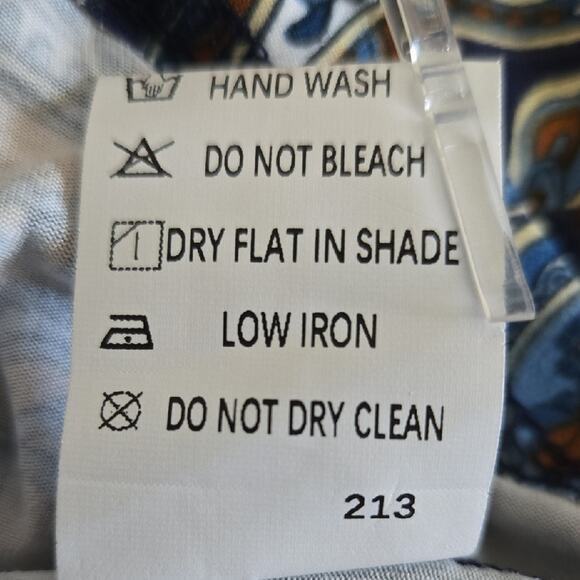 HAND WASH
DO NOT BLEACH
DRY FLAT IN SHADE
LOW IRON
DO NOT DRY CLEAN
213